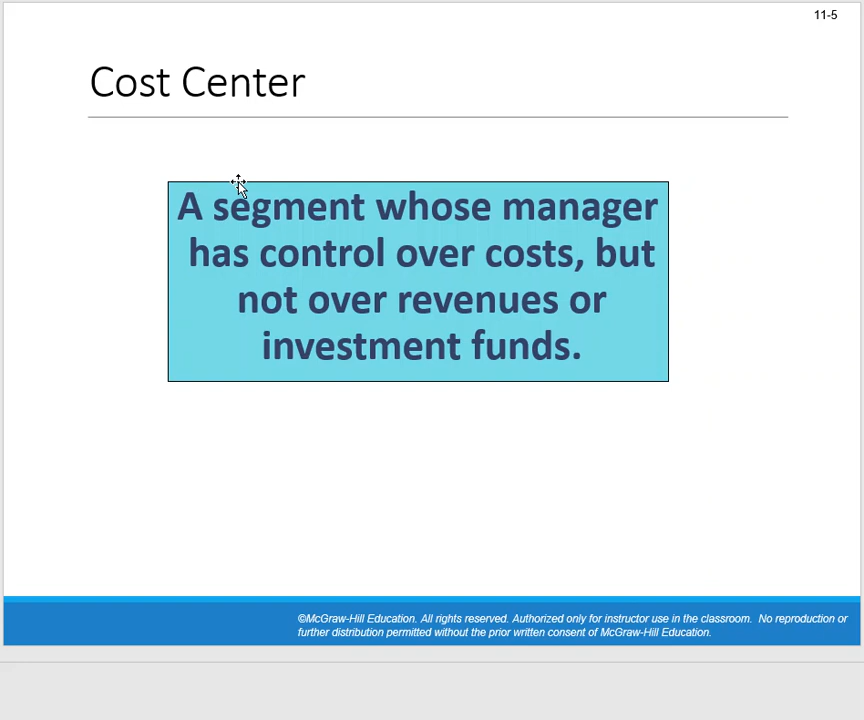 11-5
Cost Center
A segment whose manager
has control over costs, but
not over revenues or
investment funds.
©McGraw-Hill Education. All rights reserved. Authorized only for instructor use in the classroom. No reproduction or
further distribution permitted without the prior written consent of McGraw-Hill Education.